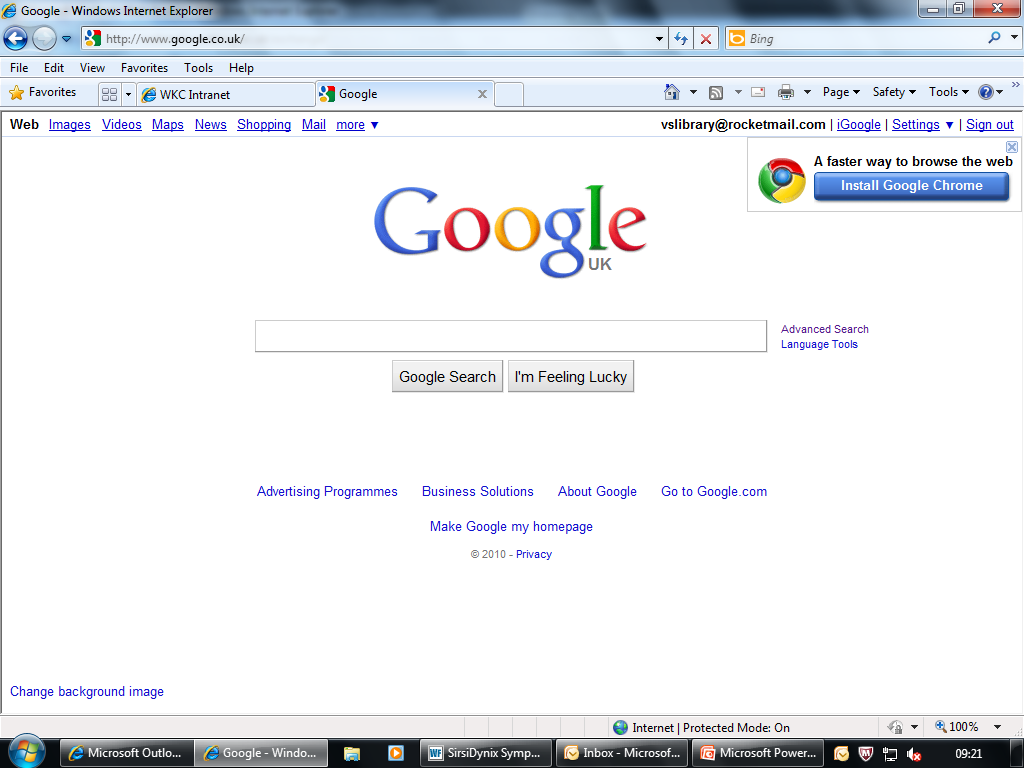 Google - Windows Internet Explorer
http://www.google.co.uk/
Bing
File Edit View Favorites Tools Help
Favorites WKC Intranet Google Page Safety Tools
Web Images Videos Maps News Shopping Mail more ▼ vslibrary@rocketmail.com | iGoogle | Settings ▼ | Sign out
A faster way to browse the web
Install Google Chrome
Google
UK
Advanced Search
Language Tools
Google Search I'm Feeling Lucky
Advertising Programmes Business Solutions About Google Go to Google.com
Make Google my homepage
© 2010 - Privacy
Change background image
Internet | Protected Mode: On 100%
Microsoft Outlo... Google - Windo... SirsiDynix Symp... Inbox - Microsof... Microsoft Power... 09:21